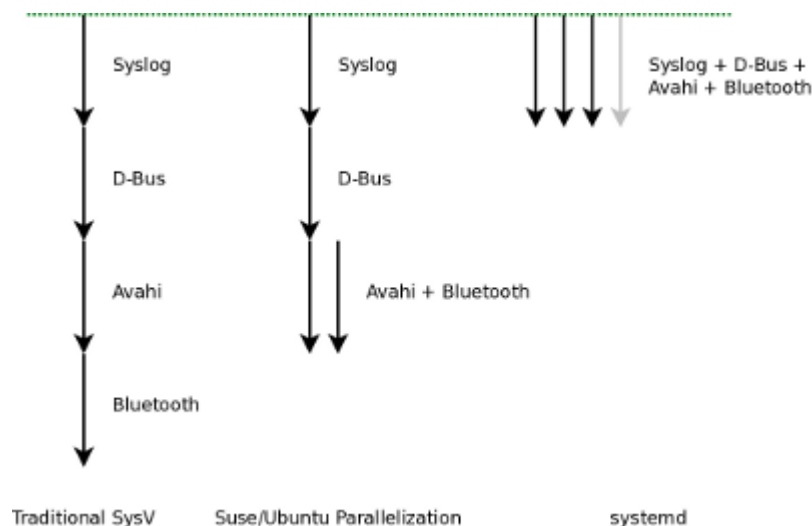 Syslog
D-Bus
Avahi
Bluetooth
Traditional SysV
Syslog
D-Bus
Avahi + Bluetooth
Suse/Ubuntu Parallelization
Syslog + D-Bus +
Avahi + Bluetooth
systemd